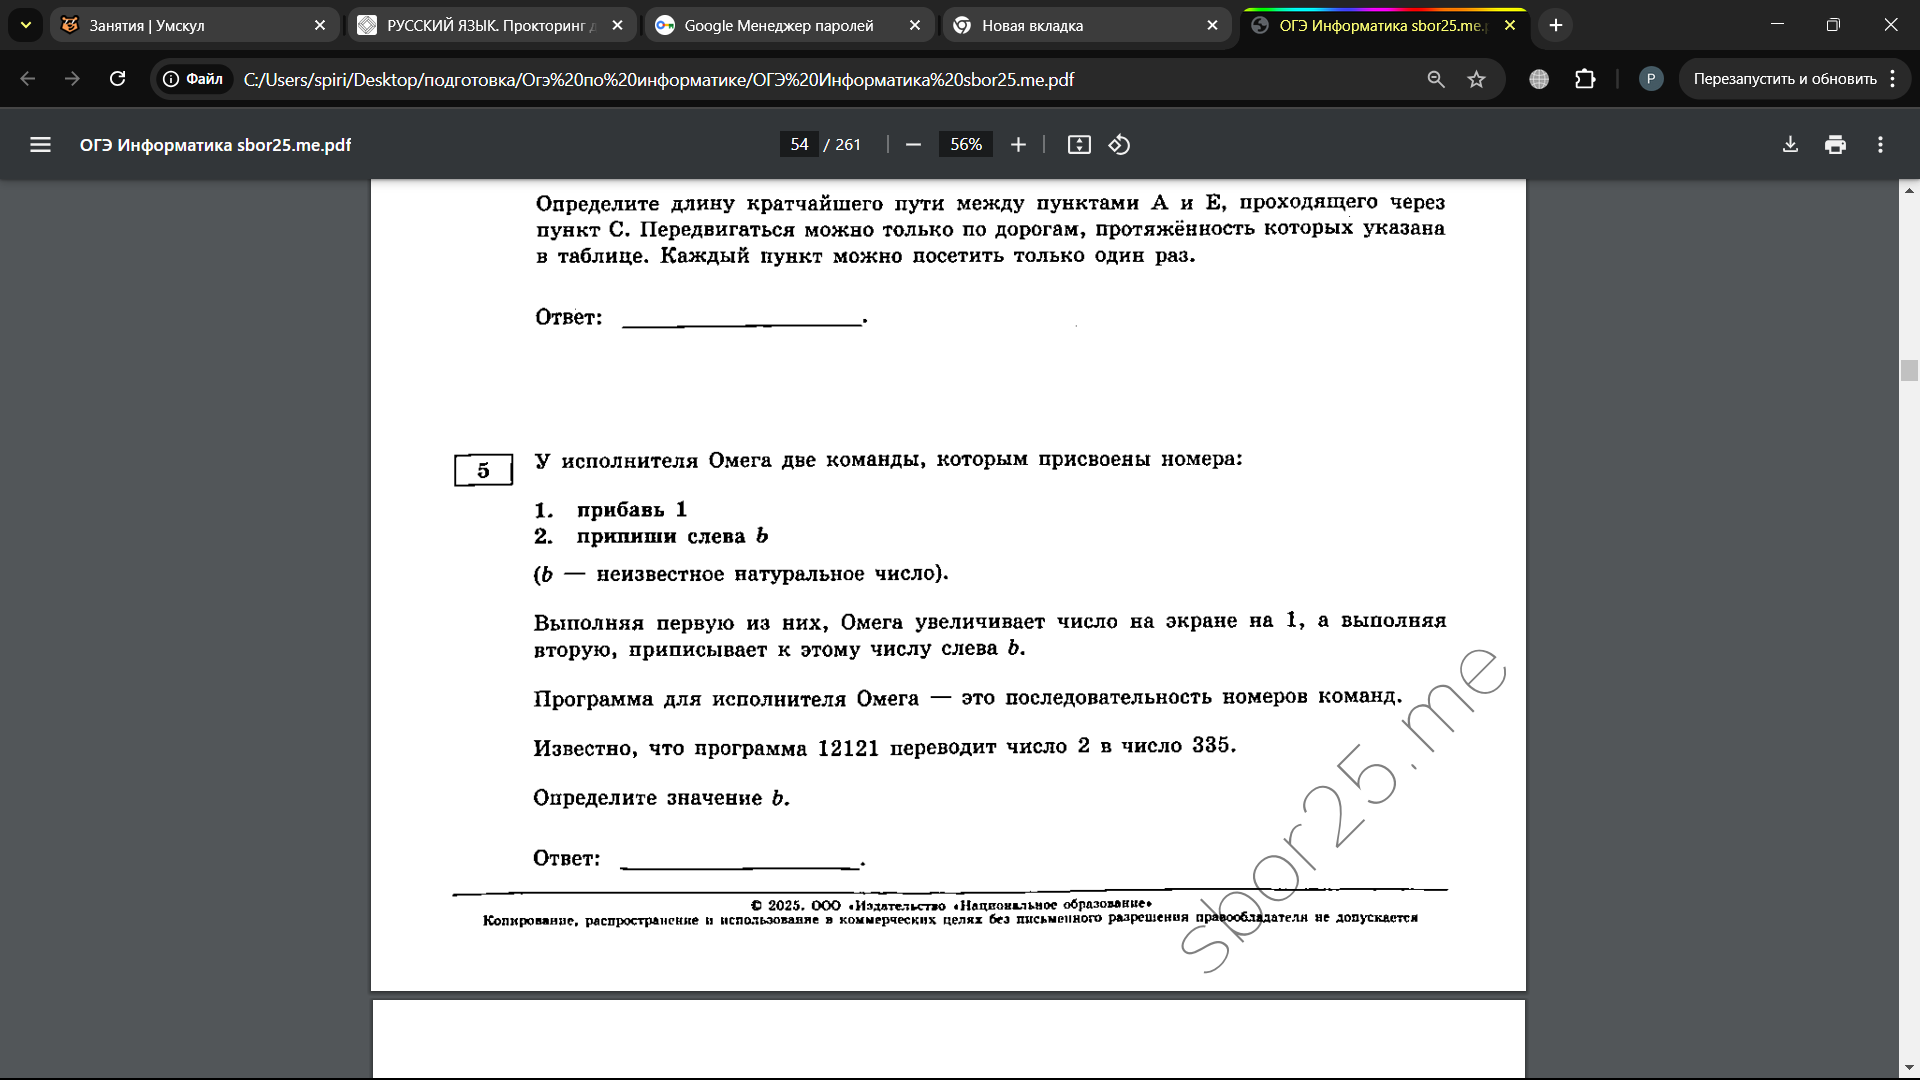 Занятия | Умскул
РУССКИЙ ЯЗЫК. Прокторинг д
Google Менеджер паролей
Новая вкладка
ОГЭ Информатика sbor25.me.p
Файл
C:/Users/spiri/Desktop/подготовка/Огэ%20по%20информатике/ОГЭ%20Информатика%20sbor25.me.pdf
P
Перезапустить и обновить
ОГЭ Информатика sbor25.me.pdf
54 / 261
56%
Определите длину кратчайшего пути между пунктами А и Е, проходящего через
пункт С. Передвигаться можно только по дорогам, протяжённость которых указана
в таблице. Каждый пункт можно посетить только один раз.
Ответ: ____________.
5
У исполнителя Омега две команды, которым присвоены номера:
1. прибавь 1
2. припиши слева b
(b — неизвестное натуральное число).
Выполняя первую из них, Омега увеличивает число на экране на 1, а выполняя
вторую, приписывает к этому числу слева b.
Программа для исполнителя Омега — это последовательность номеров команд.
Известно, что программа 12121 переводит число 2 в число 335.
Определите значение b.
Ответ: ____________.
© 2025. ООО «Издательство «Национальное образование»
Копирование, распространение и использование в коммерческих целях без письменного разрешения правообладателя не допускается
sbor25.me